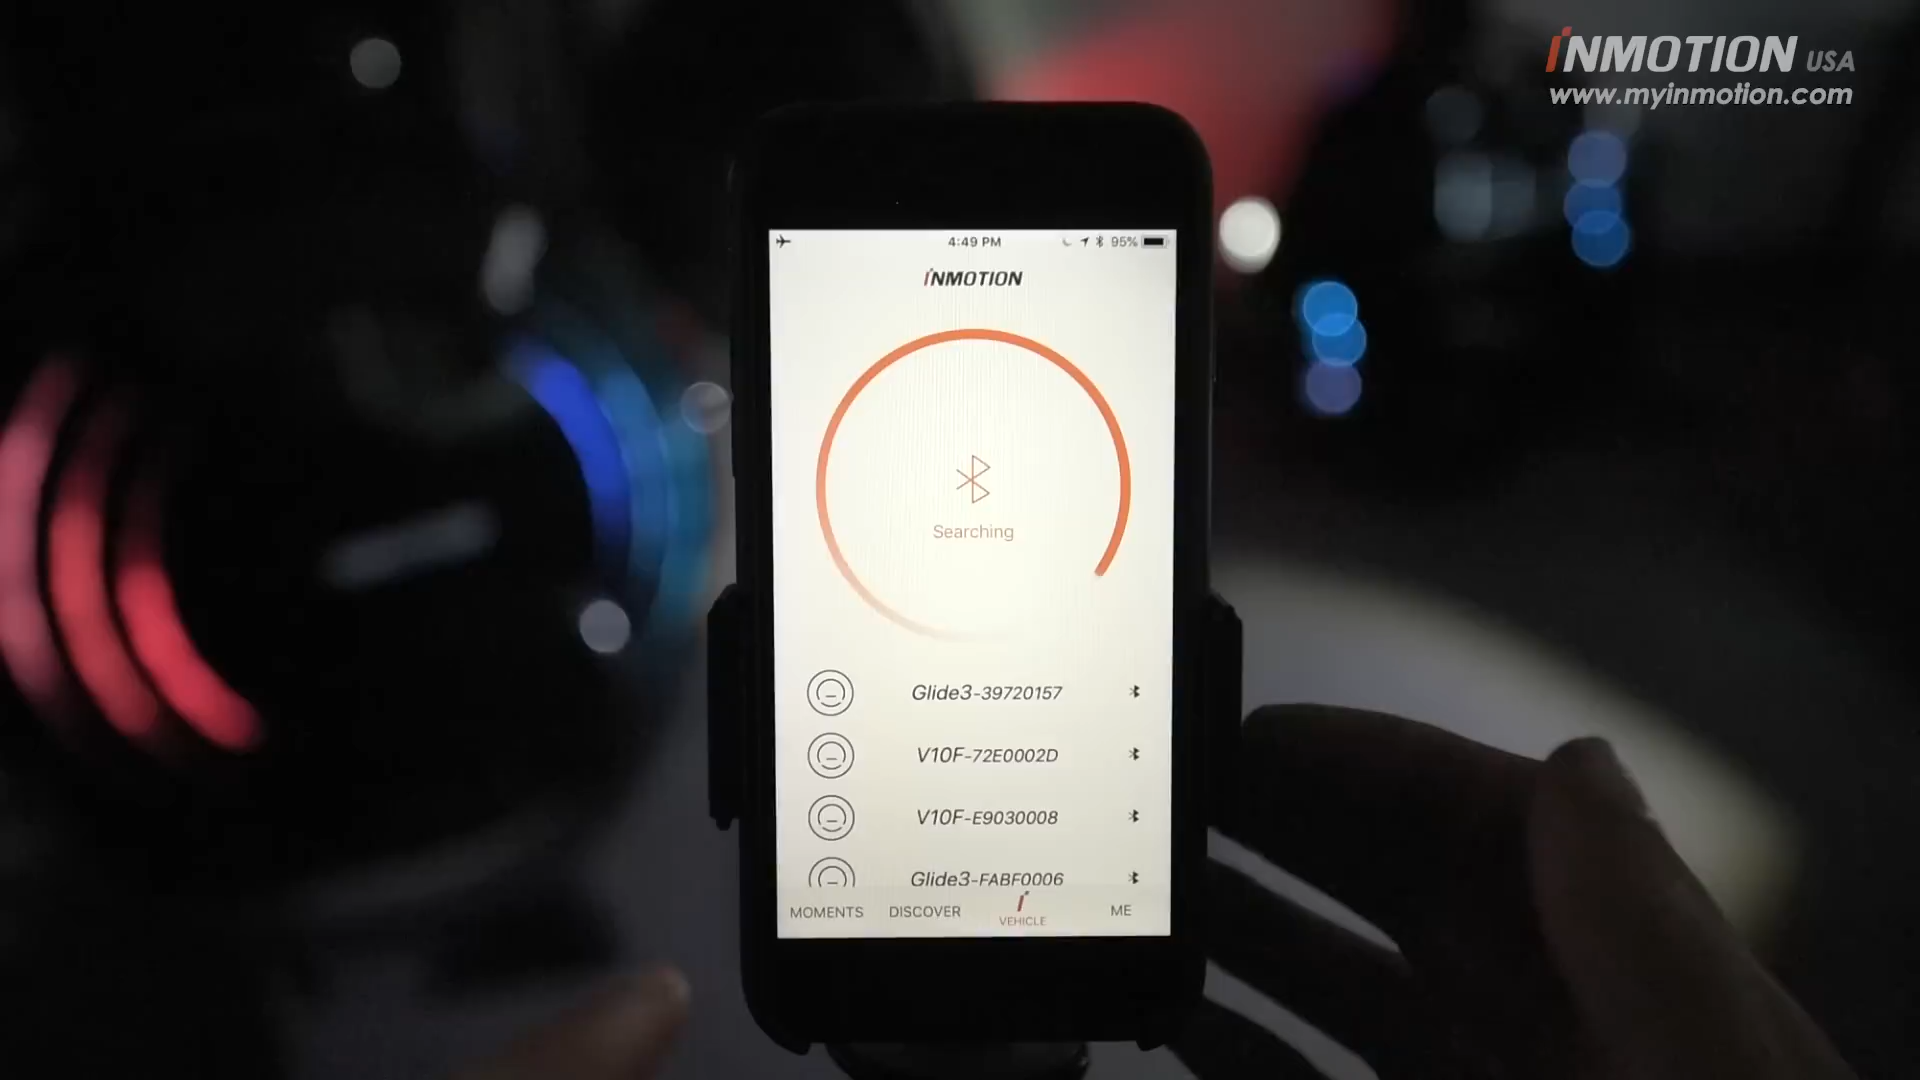 INMOTION USA
www.myinmotion.com
4:49 PM
95%
INMOTION
Searching
Glide3-39720157
V10F-72E0002D
V10F-E9030008
Glide3-FABF0006
MOMENTS DISCOVER VEHICLE ME